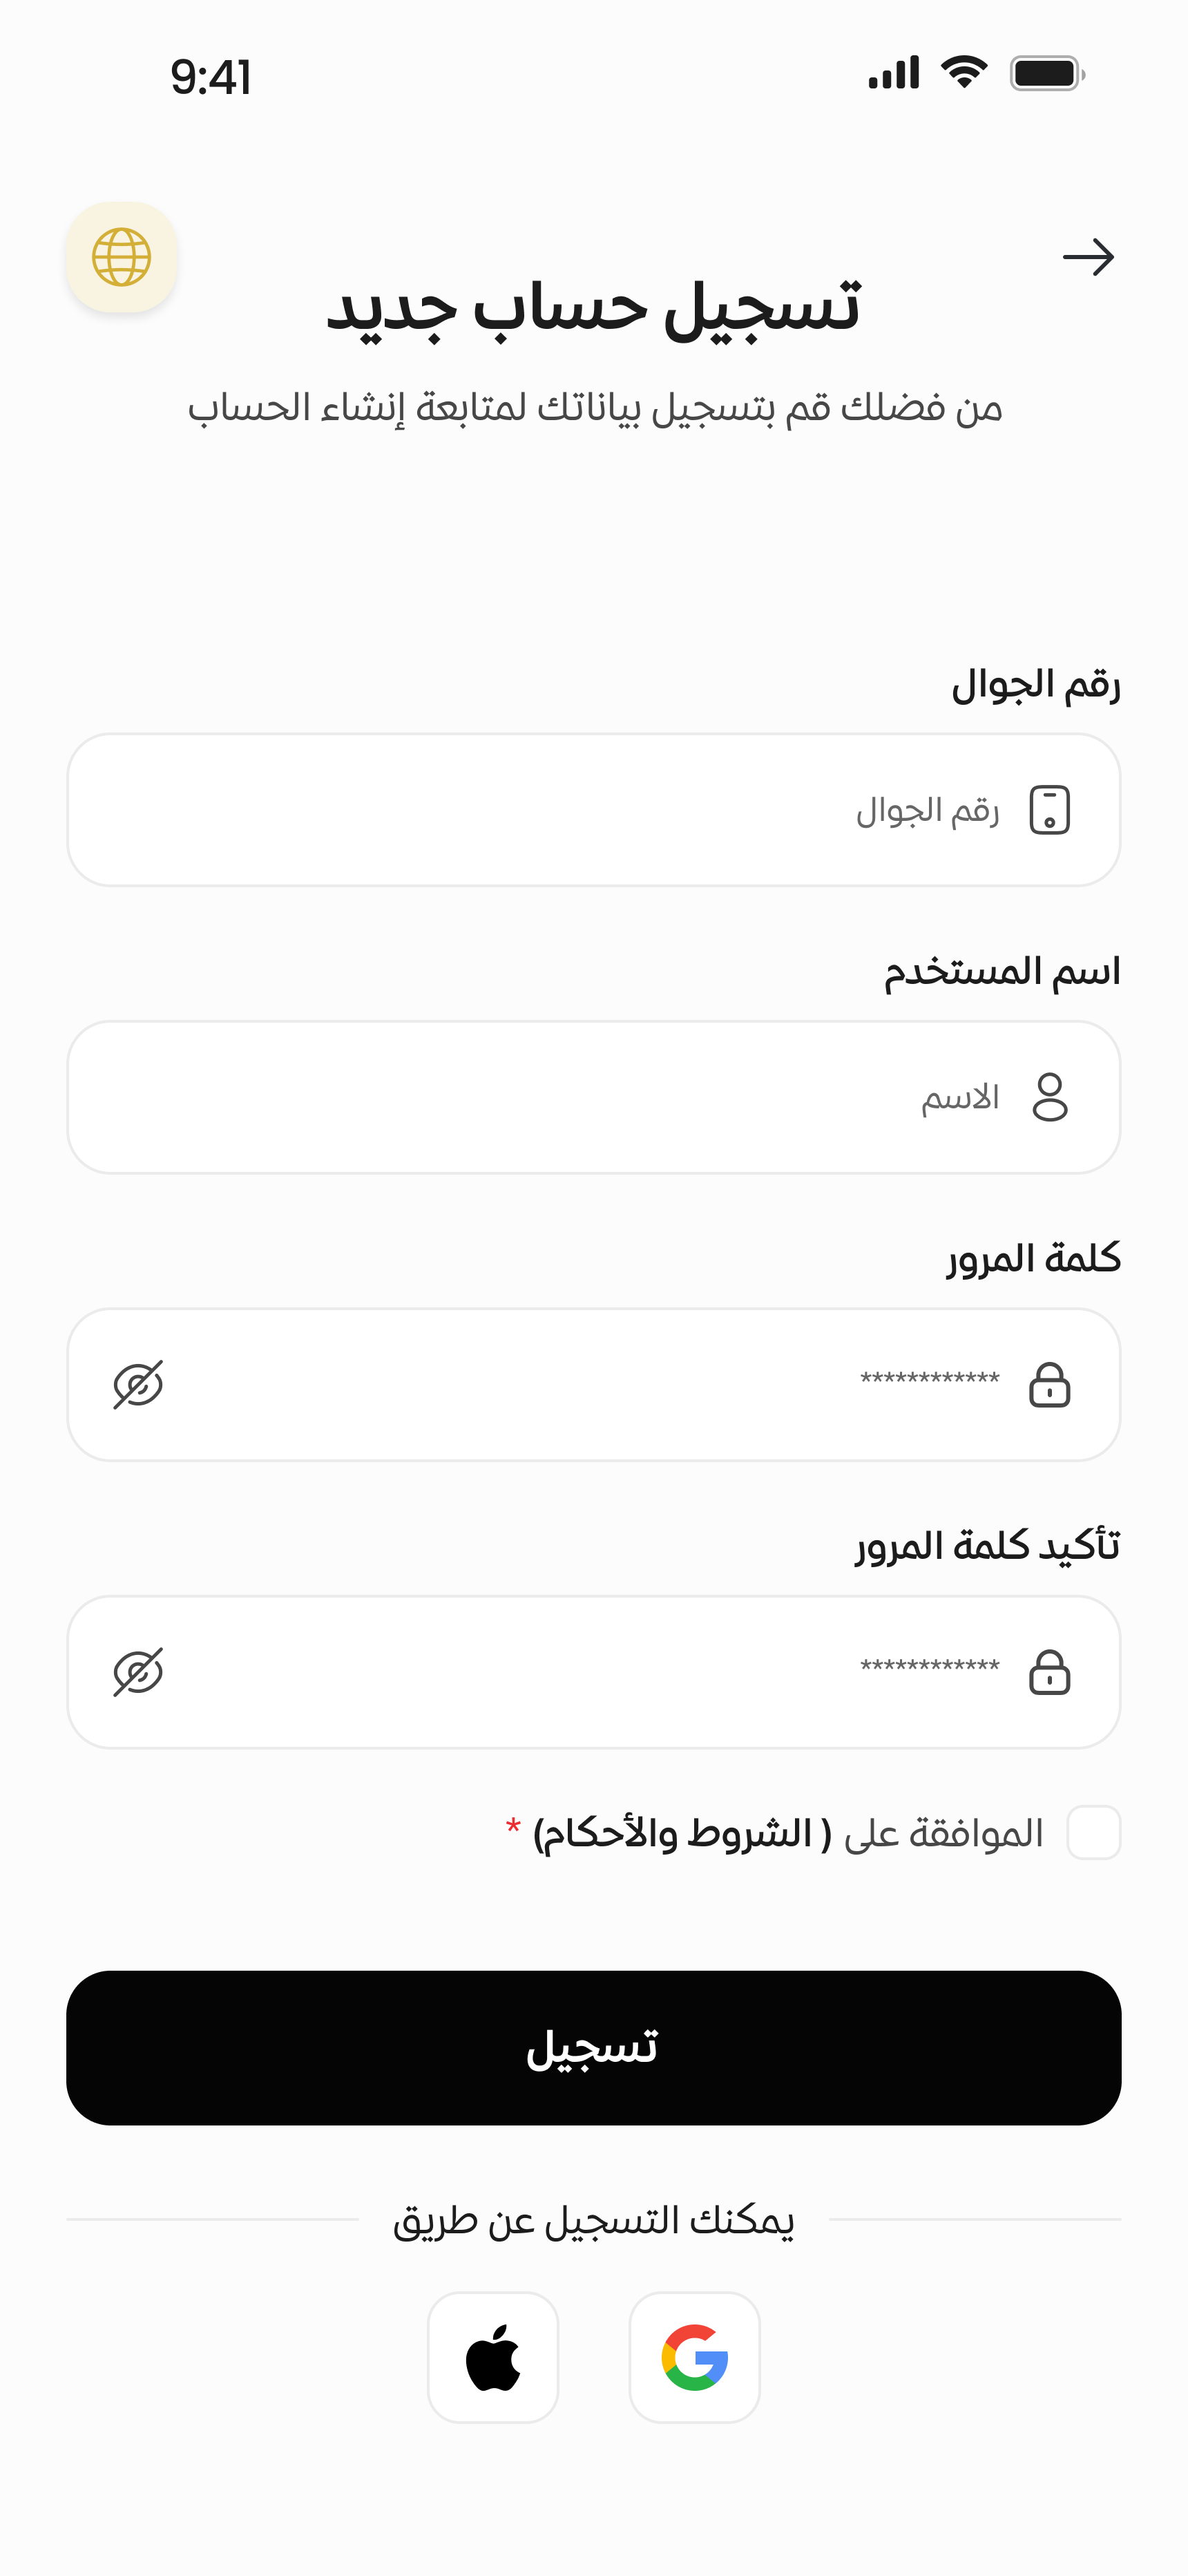 9:41
تسجيل حساب جديد
من فضلك قم بتسجيل بياناتك لمتابعة إنشاء الحساب
رقم الجوال
رقم الجوال
اسم المستخدم
الاسم
كلمة المرور
************
تأكيد كلمة المرور
************
الموافقة على ( الشروط والأحكام) *
تسجيل
يمكنك التسجيل عن طريق